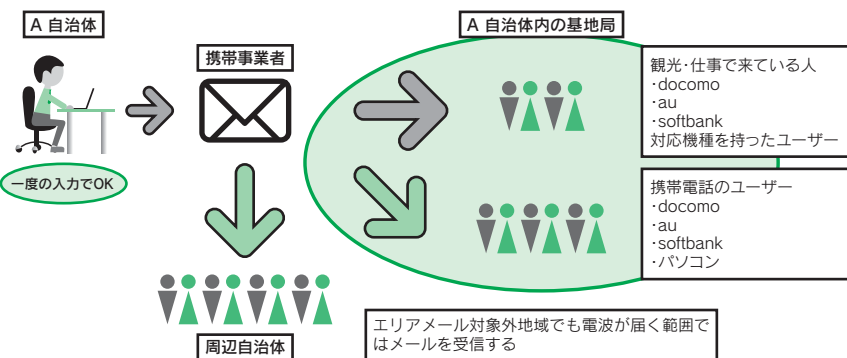 A 自治体
一度の入力でOK
携帯事業者
A 自治体内の基地局
観光・仕事で来ている人
・docomo
・au
・softbank
対応機種を持ったユーザー
携帯電話のユーザー
・docomo
・au
・softbank
・パソコン
周辺自治体
エリアメール対象外地域でも電波が届く範囲で
はメールを受信する